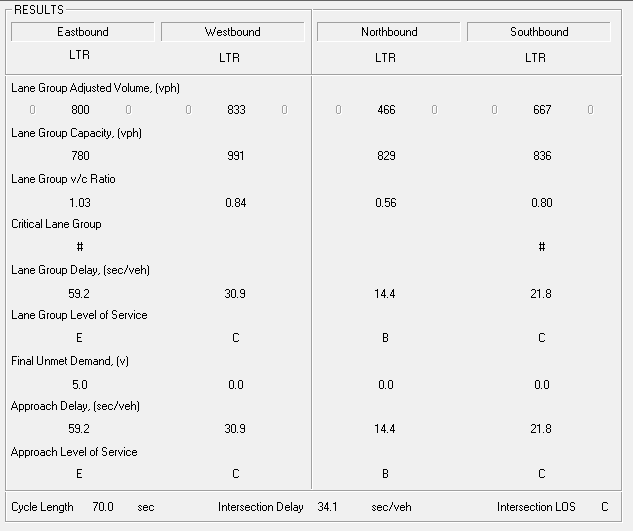 RESULTS
Eastbound Westbound Northbound Southbound
LTR LTR LTR LTR
Lane Group Adjusted Volume, (vph)
0 800 0 0 833 0 0 466 0 0 667 0
Lane Group Capacity, (vph)
780 991 829 836
Lane Group v/c Ratio
1.03 0.84 0.56 0.80
Critical Lane Group
# #
Lane Group Delay, (sec/veh)
59.2 30.9 14.4 21.8
Lane Group Level of Service
E C B C
Final Unmet Demand, (v)
5.0 0.0 0.0 0.0
Approach Delay, (sec/veh)
59.2 30.9 14.4 21.8
Approach Level of Service
E C B C
Cycle Length 70.0 sec Intersection Delay 34.1 sec/veh Intersection LOS C